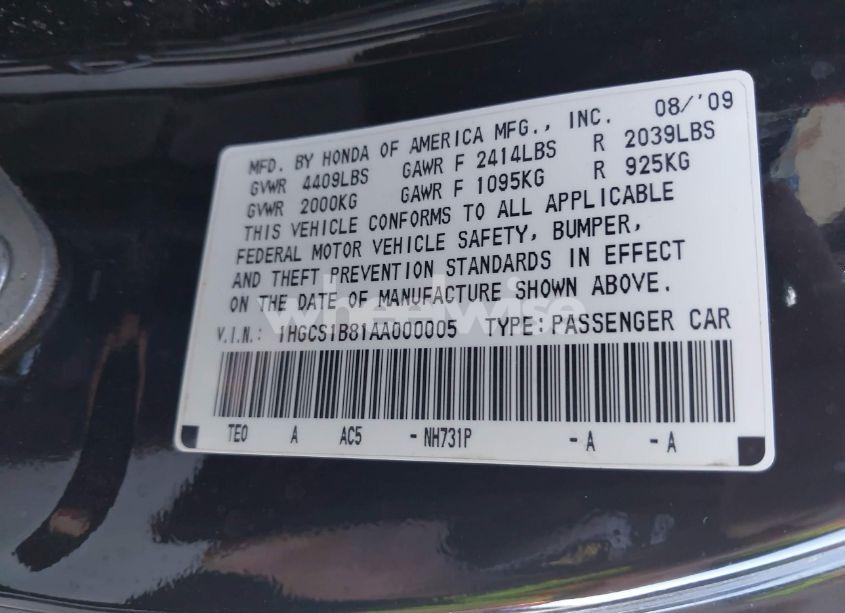 MFD. BY HONDA OF AMERICA MFG., INC. 08/'09
GVWR 4409LBS GAWR F 2414LBS R 2039LBS
GVWR 2000KG GAWR F 1095KG R 925KG
THIS VEHICLE CONFORMS TO ALL APPLICABLE
FEDERAL MOTOR VEHICLE SAFETY, BUMPER,
AND THEFT PREVENTION STANDARDS IN EFFECT
ON THE DATE OF MANUFACTURE SHOWN ABOVE.
wheelwise
V.I.N.: 1HGCS1B81AA000005 TYPE: PASSENGER CAR
TE0 A AC5 - NH731P - A - A